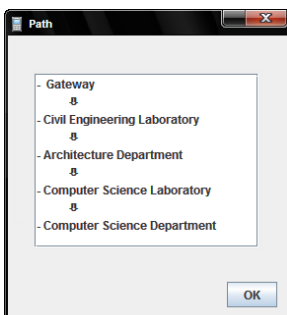 Path
- Gateway
⇩
- Civil Engineering Laboratory
⇩
- Architecture Department
⇩
- Computer Science Laboratory
⇩
- Computer Science Department
OK